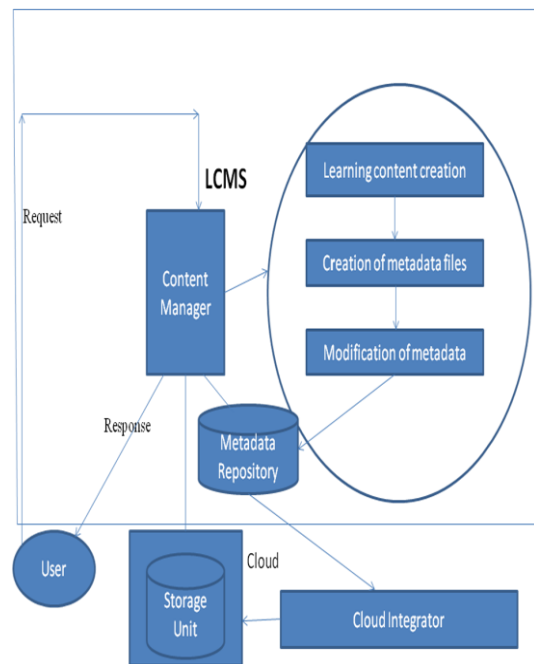 Learning content creation
LCMS
Request
Creation of metadata files
Content
Manager
Modification of metadata
Response
Metadata
Repository
Cloud
User
Storage
Unit
Cloud Integrator